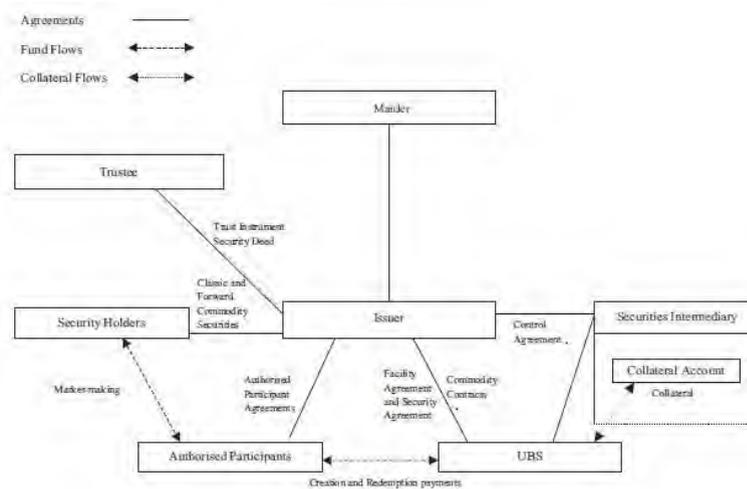 Agreements
Fund Flows
Collateral Flows
Master
Trustee
Trust Instrument
Security Deed
Classic and
Forward
Commodity
Securities
Security Holders
Issuer
Securities Intermediary
Control
Agreement
Collateral Account
Collateral
Market-making
Authorised
Participant
Agreements
Facility
Agreement
and Security
Agreement
Commodity
Contracts
Authorised Participants
UBS
Creation and Redemption payments